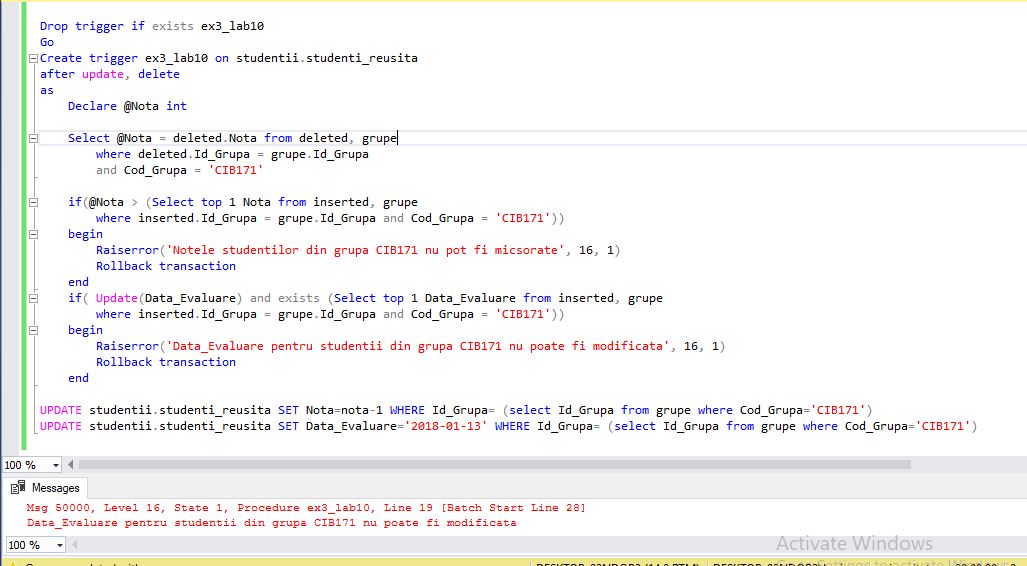 Drop trigger if exists ex3_lab10
Go
Create trigger ex3_lab10 on studentii.studenti_reusita
after update, delete
as
Declare @Nota int
Select @Nota = deleted.Nota from deleted, grupe
where deleted.Id_Grupa = grupe.Id_Grupa
and Cod_Grupa = 'CIB171'
if(@Nota > (Select top 1 Nota from inserted, grupe
where inserted.Id_Grupa = grupe.Id_Grupa and Cod_Grupa = 'CIB171'))
begin
Raiserror('Notele studentilor din grupa CIB171 nu pot fi micsorate', 16, 1)
Rollback transaction
end
if( Update(Data_Evaluare) and exists (Select top 1 Data_Evaluare from inserted, grupe
where inserted.Id_Grupa = grupe.Id_Grupa and Cod_Grupa = 'CIB171'))
begin
Raiserror('Data_Evaluare pentru studentii din grupa CIB171 nu poate fi modificata', 16, 1)
Rollback transaction
end
UPDATE studentii.studenti_reusita SET Nota=nota-1 WHERE Id_Grupa= (select Id_Grupa from grupe where Cod_Grupa='CIB171')
UPDATE studentii.studenti_reusita SET Data_Evaluare='2018-01-13' WHERE Id_Grupa= (select Id_Grupa from grupe where Cod_Grupa='CIB171')
100 %
Messages
Msg 50000, Level 16, State 1, Procedure ex3_lab10, Line 19 [Batch Start Line 28]
Data_Evaluare pentru studentii din grupa CIB171 nu poate fi modificata
100 %
Activate Windows